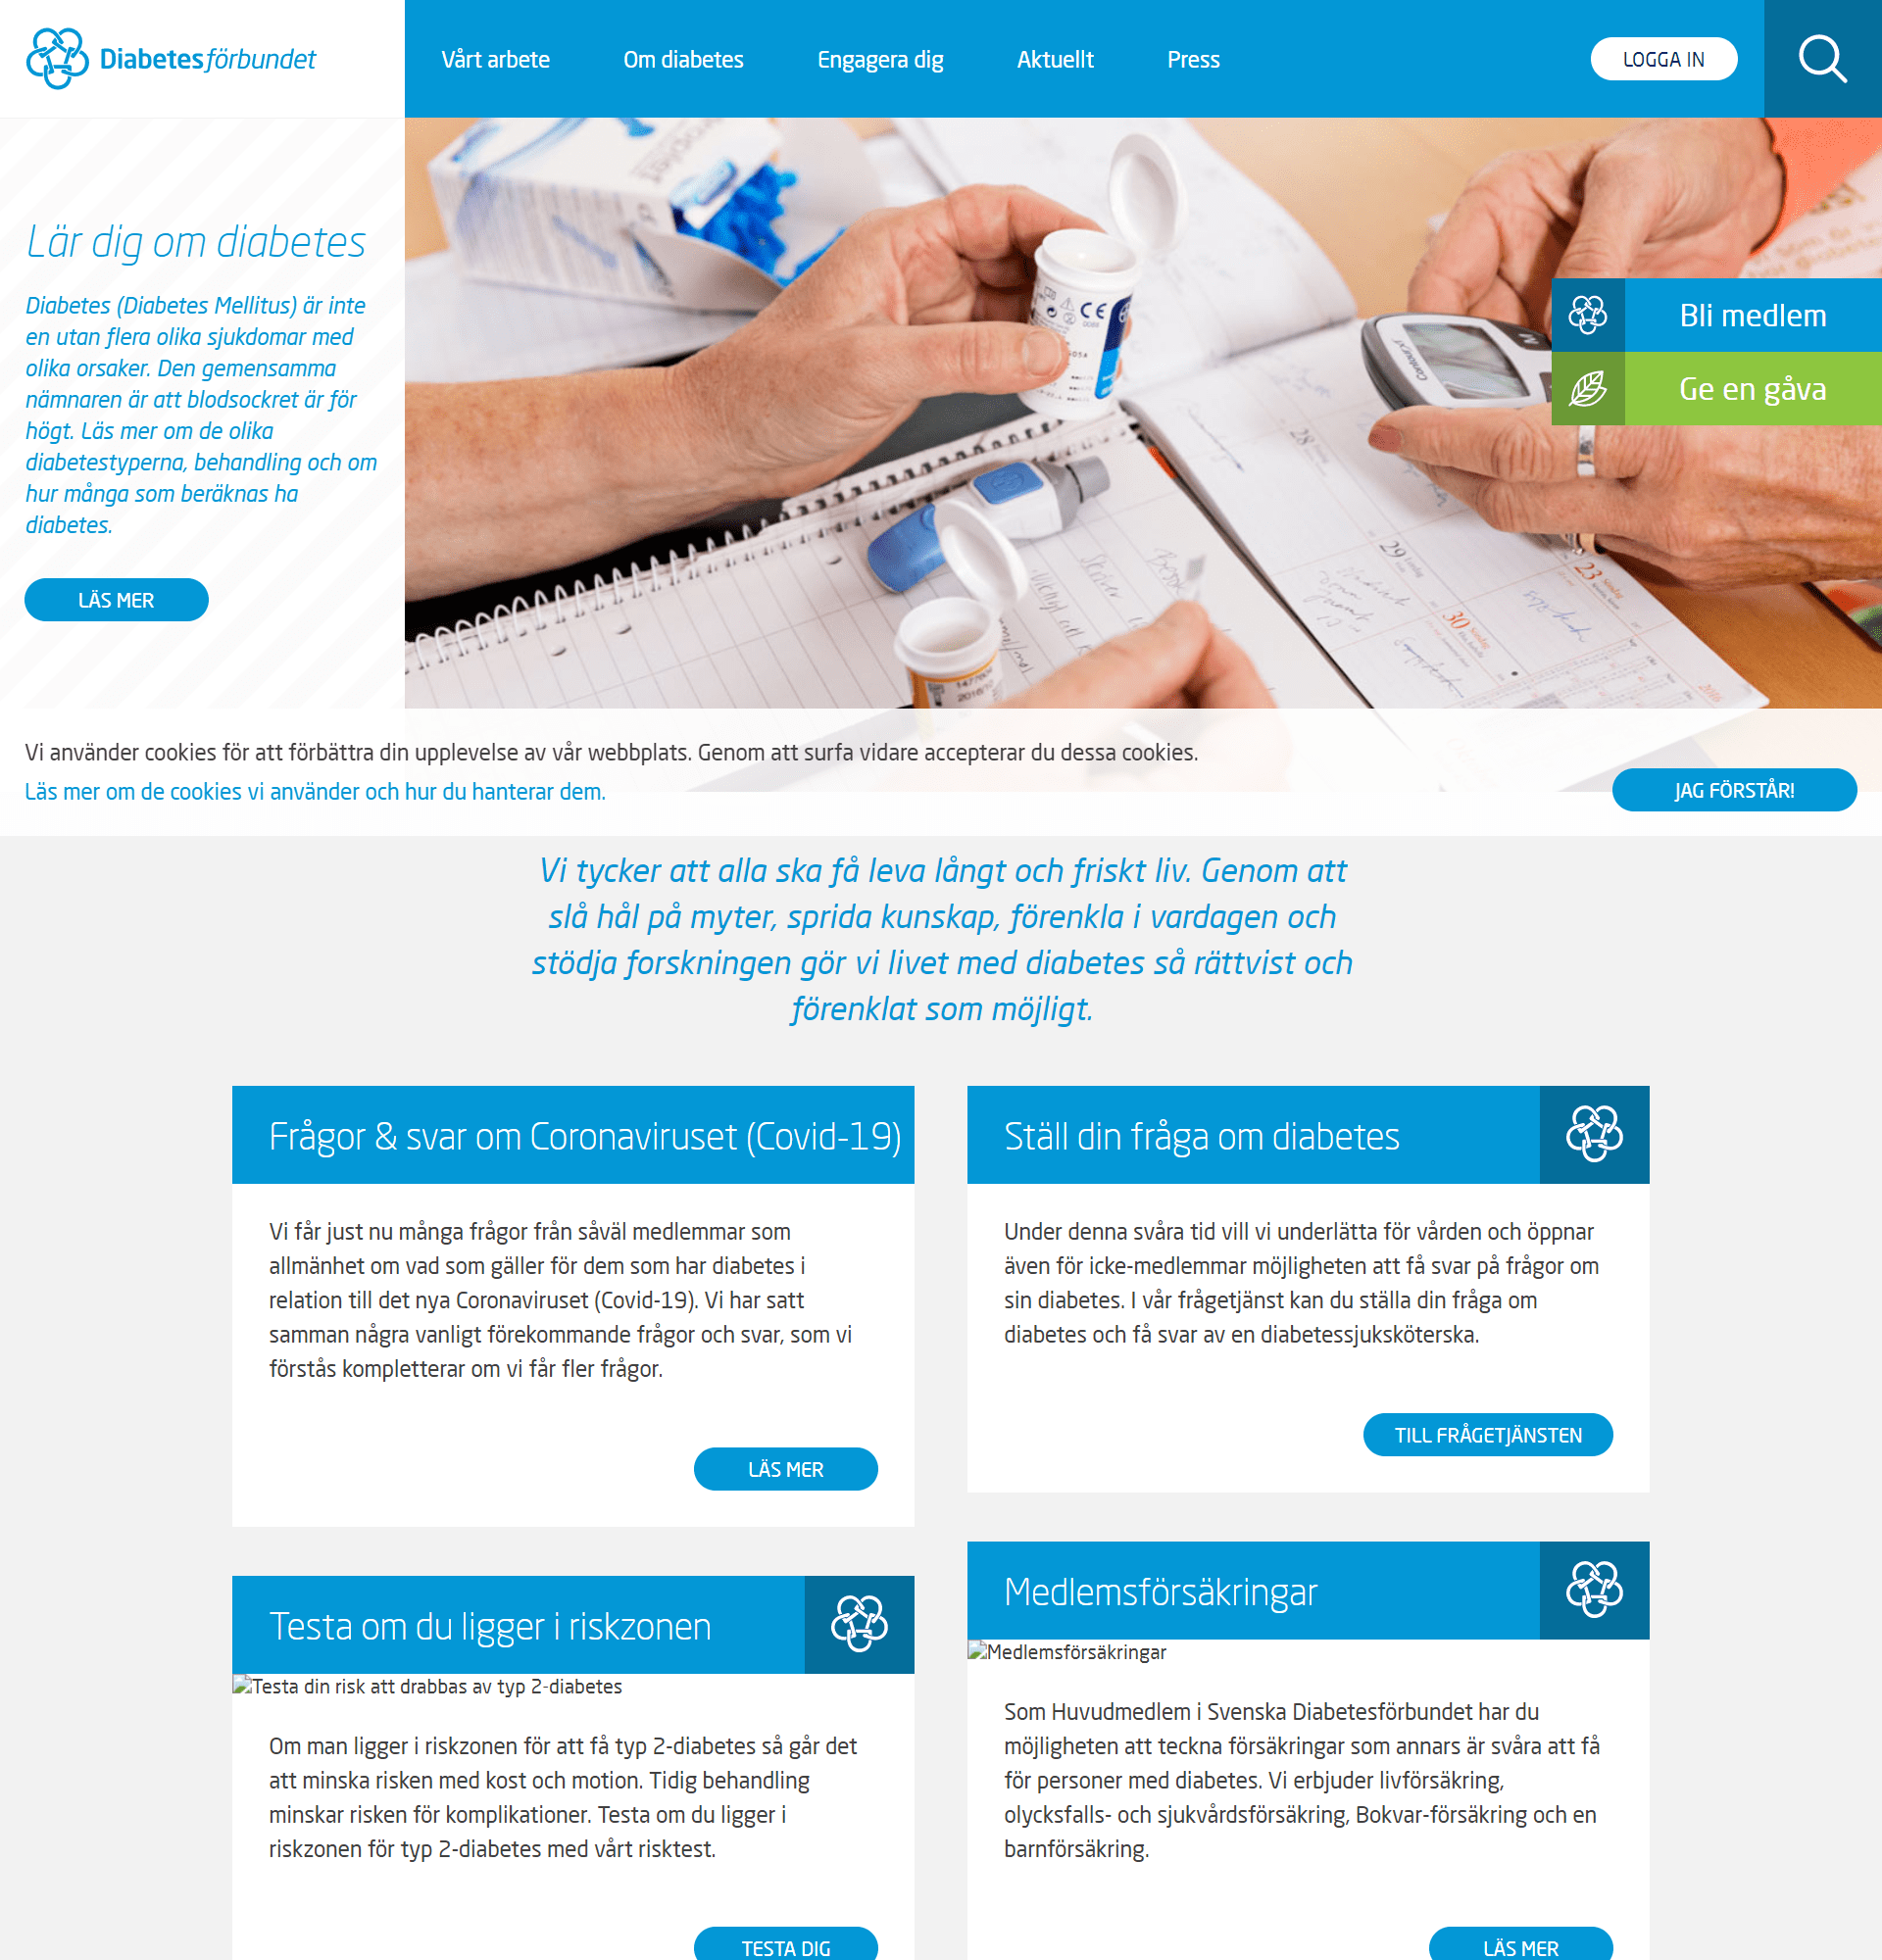 Diabetesförbundet
Vårt arbete
Om diabetes
Engagera dig
Aktuellt
Press
LOGGA IN
Lär dig om diabetes
Diabetes (Diabetes Mellitus) är inte
en utan flera olika sjukdomar med
olika orsaker. Den gemensamma
nämnaren är att blodsockret är för
högt. Läs mer om de olika
diabetestyperna, behandling och om
hur många som beräknas ha
diabetes.
LÄS MER
CE
28
29
30
23
2016
Bli medlem
Ge en gåva
Vi använder cookies för att förbättra din upplevelse av vår webbplats. Genom att surfa vidare accepterar du dessa cookies.
Läs mer om de cookies vi använder och hur du hanterar dem.
JAG FÖRSTÅR!
Vi tycker att alla ska få leva långt och friskt liv. Genom att
slå hål på myter, sprida kunskap, förenkla i vardagen och
stödja forskningen gör vi livet med diabetes så rättvist och
förenklat som möjligt.
Frågor & svar om Coronaviruset (Covid-19)
Vi får just nu många frågor från såväl medlemmar som
allmänhet om vad som gäller för dem som har diabetes i
relation till det nya Coronaviruset (Covid-19). Vi har satt
samman några vanligt förekommande frågor och svar, som vi
förstås kompletterar om vi får fler frågor.
LÄS MER
Ställ din fråga om diabetes
Under denna svåra tid vill vi underlätta för vården och öppnar
även för icke-medlemmar möjligheten att få svar på frågor om
sin diabetes. I vår frågetjänst kan du ställa din fråga om
diabetes och få svar av en diabetessjuksköterska.
TILL FRÅGETJÄNSTEN
Testa om du ligger i riskzonen
Testa din risk att drabbas av typ 2-diabetes
Om man ligger i riskzonen för att få typ 2-diabetes så går det
att minska risken med kost och motion. Tidig behandling
minskar risken för komplikationer. Testa om du ligger i
riskzonen för typ 2-diabetes med vårt risktest.
TESTA DIG
Medlemsförsäkringar
Medlemsförsäkringar
Som Huvudmedlem i Svenska Diabetesförbundet har du
möjligheten att teckna försäkringar som annars är svåra att få
för personer med diabetes. Vi erbjuder livförsäkring,
olycksfalls- och sjukvårdsförsäkring, Bokvar-försäkring och en
barnförsäkring.
LÄS MER